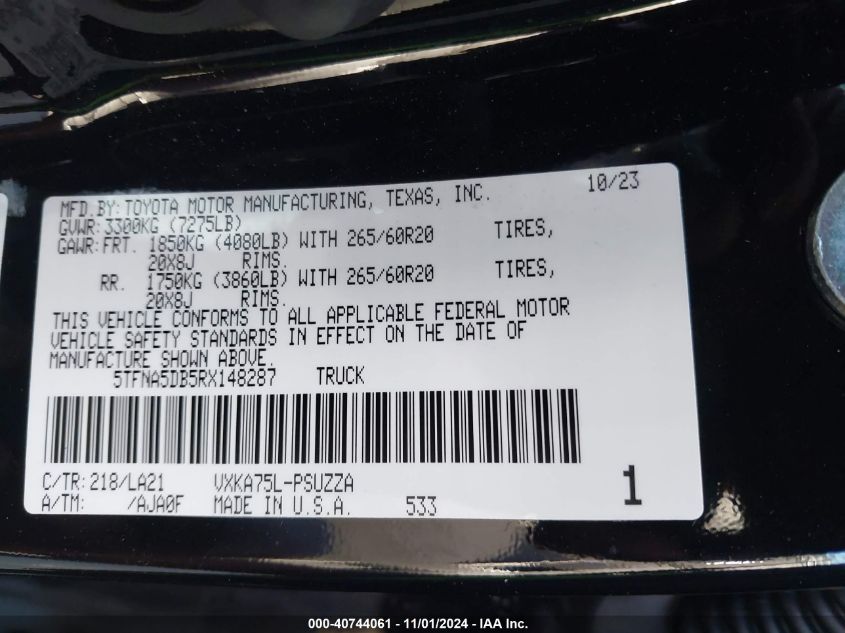 MFD.BY:TOYOTA MOTOR MANUFACTURING, TEXAS, INC. 10/23
GVWR:3300KG (7275LB)
GAWR:FRT. 1850KG (4080LB) WITH 265/60R20 TIRES,
20X8J RIMS.
RR. 1750KG (3860LB) WITH 265/60R20 TIRES,
20X8J RIMS.
THIS VEHICLE CONFORMS TO ALL APPLICABLE FEDERAL MOTOR
VEHICLE SAFETY STANDARDS IN EFFECT ON THE DATE OF
MANUFACTURE SHOWN ABOVE.
5TFNA5DB5RX148287 TRUCK
C/TR:218/LA21 VXKA75L-PSUZZA
A/TM: /AJA0F MADE IN U.S.A. 533 1
000-40744061 - 11/01/2024 - IAA Inc.